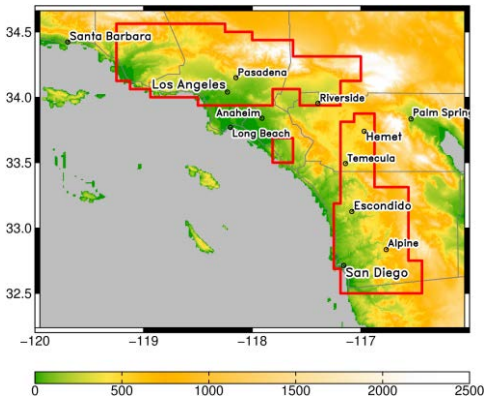 34.5
Santa Barbara
Pasadena
Los Angeles
34.0
Riverside
Anaheim
Palm Spring
Long Beach
Hemet
33.5
Temecula
Escondido
33.0
Alpine
San Diego
32.5
−120
−119
−118
−117
0
500
1000
1500
2000
2500